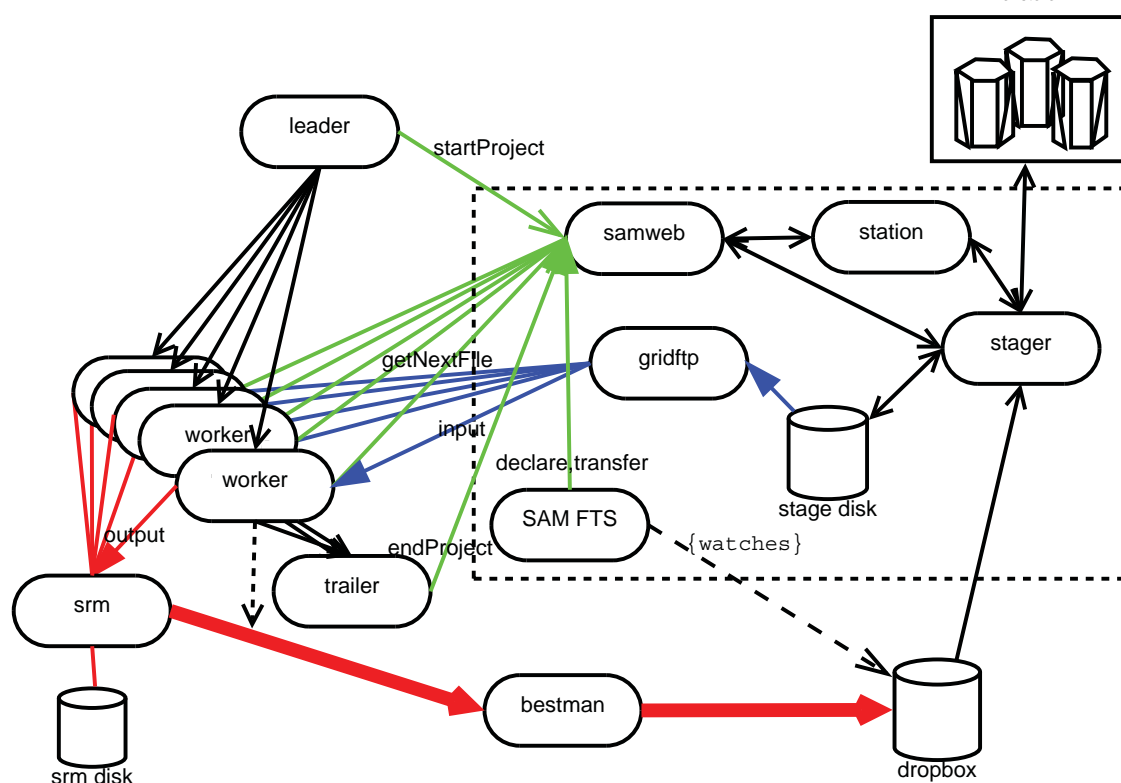 leader
startProject
samweb
station
stager
getNextFIle
gridftp
worker
input
worker
declare,transfer
stage disk
SAM FTS
output
endProject
{watches}
trailer
srm
bestman
srm disk
dropbox